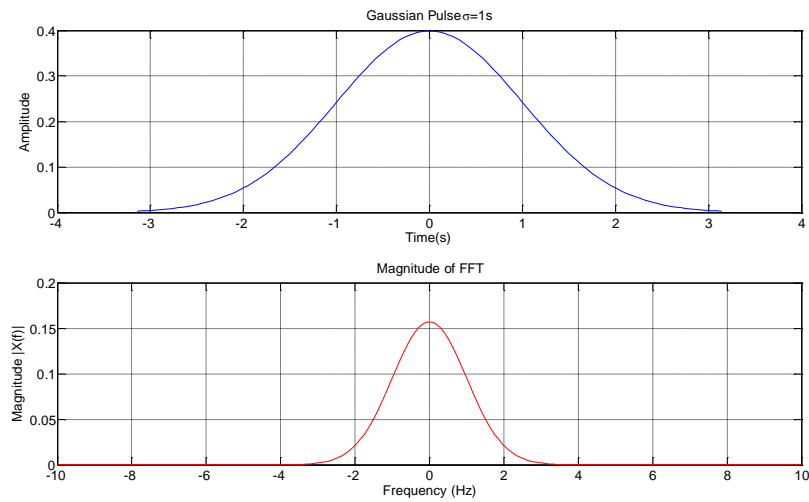 Gaussian Pulseσ=1s
Amplitude
0.4
0.3
0.2
0.1
0
-4 -3 -2 -1 0 1 2 3 4
Time(s)
Magnitude of FFT
Magnitude |X(f)|
0.2
0.15
0.1
0.05
0
-10 -8 -6 -4 -2 0 2 4 6 8 10
Frequency (Hz)